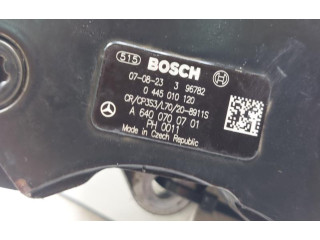 515 BOSCH
07-08-23 3 96782
0 445 010 120
CR/CP3S3/L70/20-8911S
A 640 070 07 01
PH 0011
Made in Czech Republic